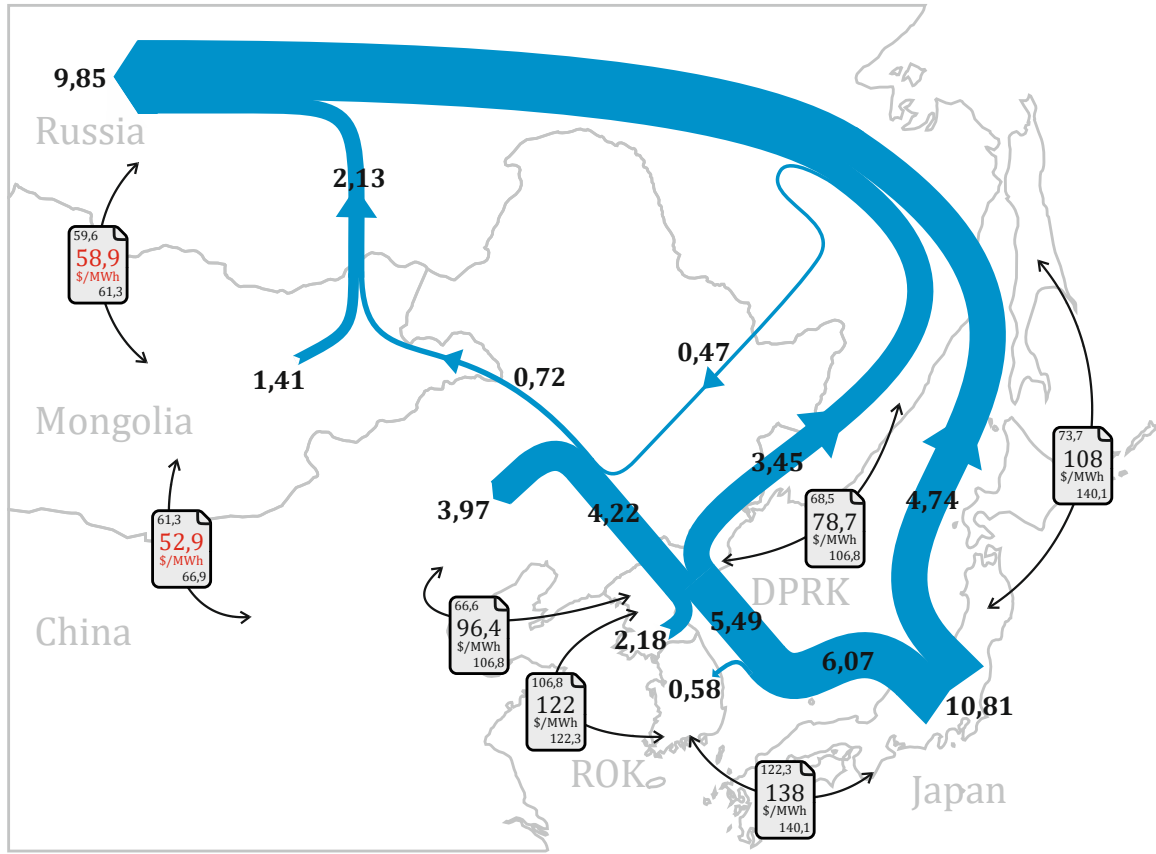 9,85
Russia
2,13
59,6
58,9
$/MWh
61,3
0,47
1,41
0,72
Mongolia
73,7
108
$/MWh
140,1
3,45
61,3
52,9
$/MWh
66,9
3,97
4,22
68,5
78,7
$/MWh
106,8
4,74
China
66,6
96,4
$/MWh
106,8
DPRK
2,18
5,49
6,07
0,58
10,81
106,8
122
$/MWh
122,3
ROK
122,3
138
$/MWh
140,1
Japan